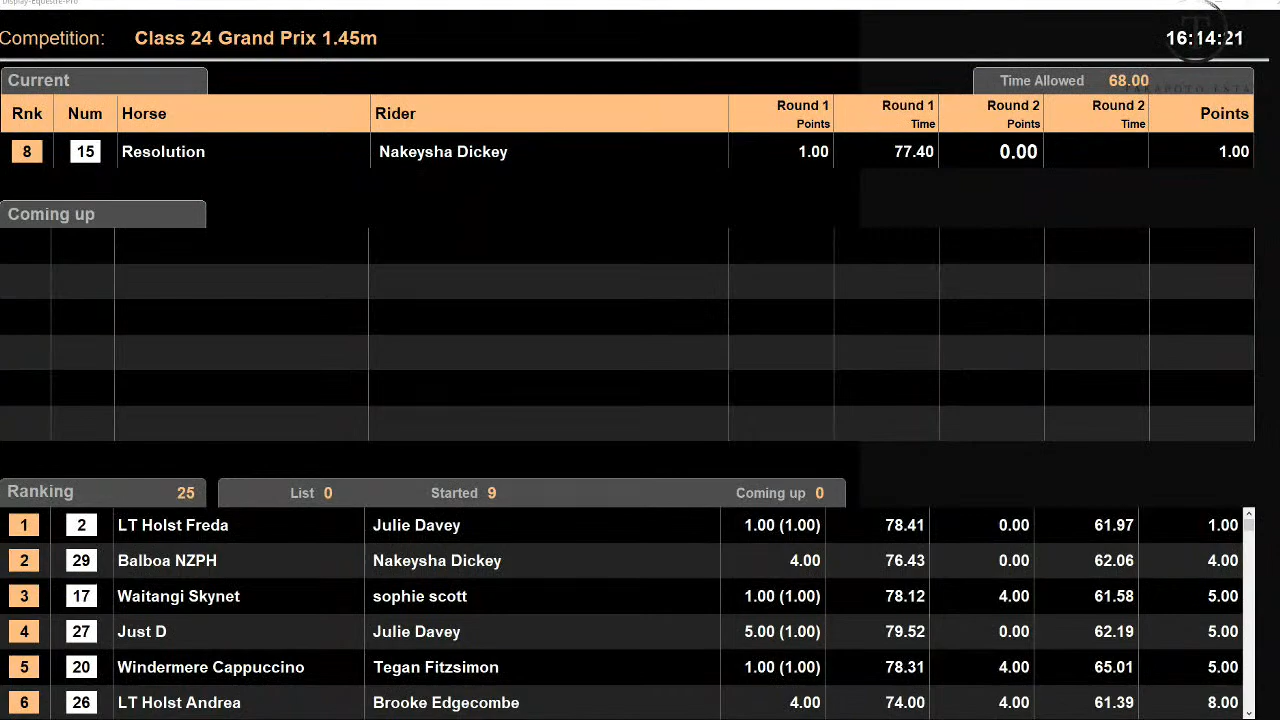 Display-Equestre-Pro
Competition: Class 24 Grand Prix 1.45m 16:14:21
Current Time Allowed 68.00
Rnk Num Horse Rider Round 1 Points Round 1 Time Round 2 Points Round 2 Time Points
8 15 Resolution Nakeysha Dickey 1.00 77.40 0.00 1.00
Coming up
Ranking 25 List 0 Started 9 Coming up 0
1 2 LT Holst Freda Julie Davey 1.00 (1.00) 78.41 0.00 61.97 1.00
2 29 Balboa NZPH Nakeysha Dickey 4.00 76.43 0.00 62.06 4.00
3 17 Waitangi Skynet sophie scott 1.00 (1.00) 78.12 4.00 61.58 5.00
4 27 Just D Julie Davey 5.00 (1.00) 79.52 0.00 62.19 5.00
5 20 Windermere Cappuccino Tegan Fitzsimon 1.00 (1.00) 78.31 4.00 65.01 5.00
6 26 LT Holst Andrea Brooke Edgecombe 4.00 74.00 4.00 61.39 8.00